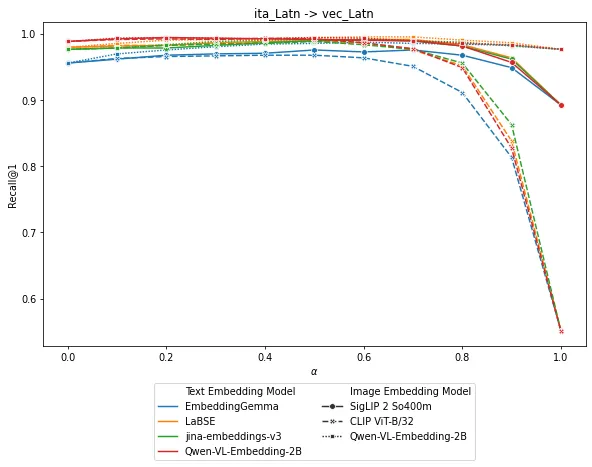 ita_Latn -> vec_Latn
1.0
0.9
0.8
0.7
0.6
Recall@1
0.0 0.2 0.4 0.6 0.8 1.0
α
Text Embedding Model Image Embedding Model
EmbeddingGemma SigLIP 2 So400m
LaBSE CLIP ViT-B/32
jina-embeddings-v3 Qwen-VL-Embedding-2B
Qwen-VL-Embedding-2B